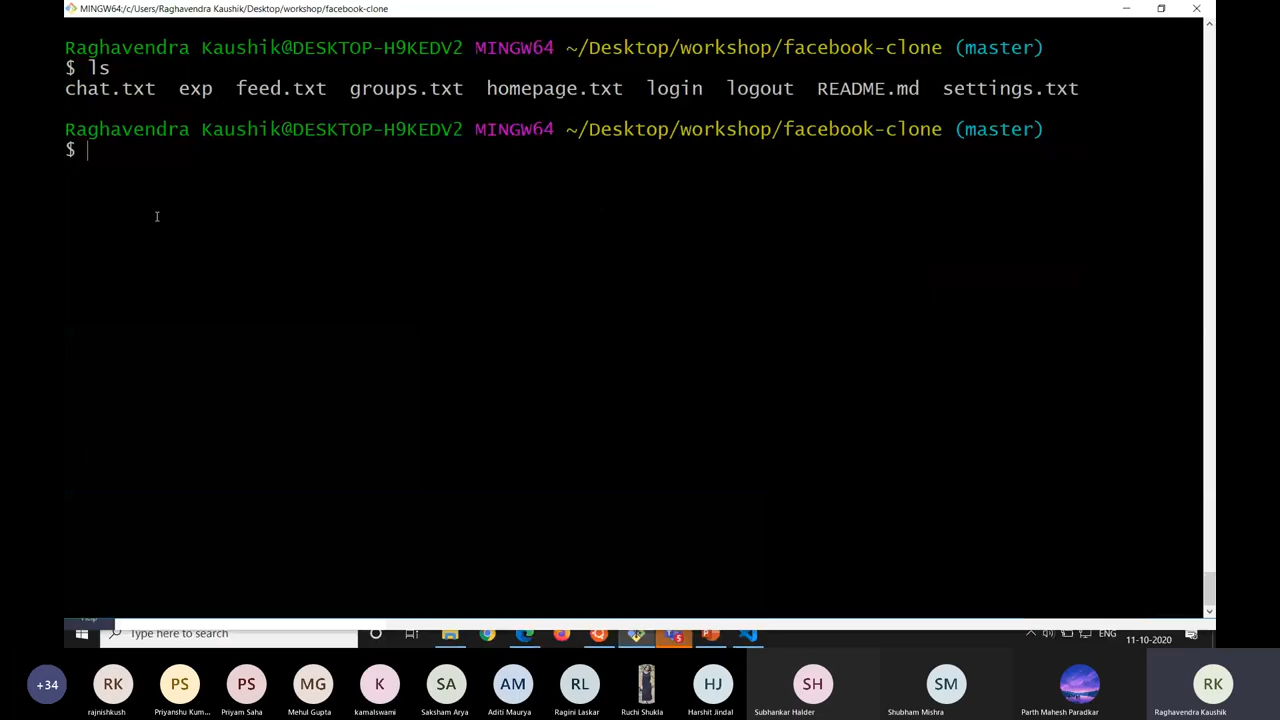 MINGW64:/c/Users/Raghavendra Kaushik/Desktop/workshop/facebook-clone
Raghavendra Kaushik@DESKTOP-H9KEDV2 MINGW64 ~/Desktop/workshop/facebook-clone (master)
$ ls
chat.txt exp feed.txt groups.txt homepage.txt login logout README.md settings.txt
Raghavendra Kaushik@DESKTOP-H9KEDV2 MINGW64 ~/Desktop/workshop/facebook-clone (master)
$
Help
Type here to search
5
ENG
11-10-2020
+34 RK PS PS MG K SA AM RL HJ SH SM RK
rajnishkush Priyanshu Kum... Priyam Saha Mehul Gupta kamalswami Saksham Arya Aditi Maurya Ragini Laskar Ruchi Shukla Harshit Jindal Subhankar Halder Shubham Mishra Parth Mahesh Paradkar Raghavendra Kaushik